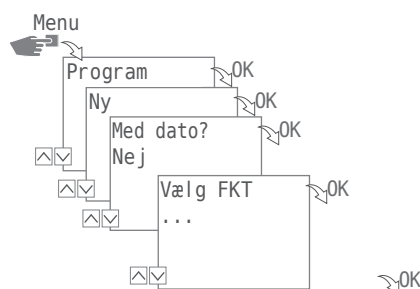 Menu
Program
OK
Ny
OK
Med dato?
OK
Nej
Vælg FKT
OK
...
OK